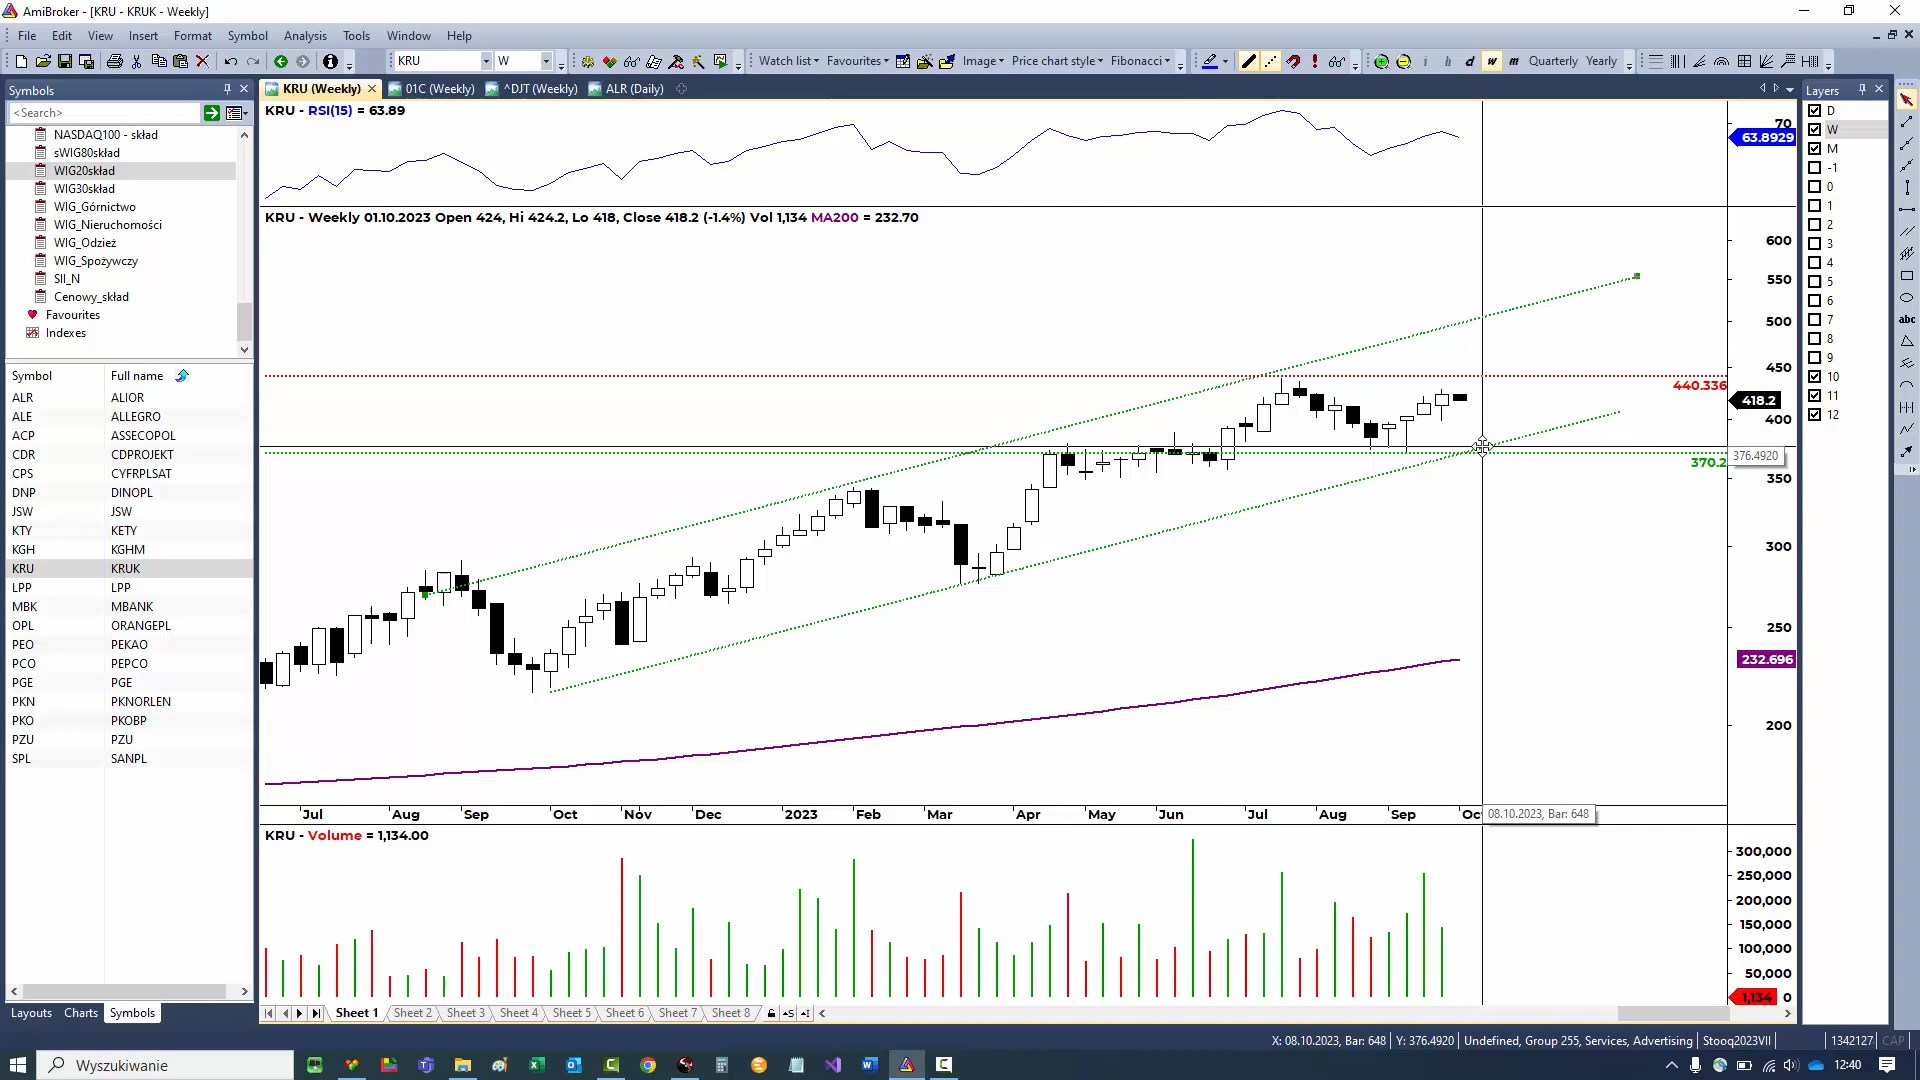 AmiBroker - [KRU - KRUK - Weekly]
File Edit View Insert Format Symbol Analysis Tools Window Help
KRU W Watch list Favourites Image Price chart style Fibonacci i h d w m Quarterly Yearly
Symbols
KRU (Weekly) 01C (Weekly) ^DJT (Weekly) ALR (Daily)
Layers
<Search>
NASDAQ100 - skład
sWIG80skład
WIG20skład
WIG30skład
WIG_Górnictwo
WIG_Nieruchomości
WIG_Odzież
WIG_Spożywczy
SII_N
Cenowy_skład
Favourites
Indexes
Symbol Full name
ALR ALIOR
ALE ALLEGRO
ACP ASSECOPOL
CDR CDPROJEKT
CPS CYFRPLSAT
DNP DINOPL
JSW JSW
KTY KETY
KGH KGHM
KRU KRUK
LPP LPP
MBK MBANK
OPL ORANGEPL
PEO PEKAO
PCO PEPCO
PGE PGE
PKN PKNORLEN
PKO PKOBP
PZU PZU
SPL SANPL
Layouts Charts Symbols
KRU - RSI(15) = 63.89
70
63.8929
KRU - Weekly 01.10.2023 Open 424, Hi 424.2, Lo 418, Close 418.2 (-1.4%) Vol 1,134 MA200 = 232.70
600
550
500
450
440.336
418.2
400
376.4920
370.2
350
300
250
232.696
200
Jul Aug Sep Oct Nov Dec 2023 Feb Mar Apr May Jun Jul Aug Sep Oc
08.10.2023, Bar: 648
KRU - Volume = 1,134.00
300,000
250,000
200,000
150,000
100,000
50,000
1,134 0
Sheet 1 Sheet 2 Sheet 3 Sheet 4 Sheet 5 Sheet 6 Sheet 7 Sheet 8
D
W
M
-1
0
1
2
3
4
5
6
7
8
9
10
11
12
abc
X: 08.10.2023, Bar: 648 Y: 376.4920 Undefined, Group 255, Services, Advertising Stooq2023VII 1342127 CAP
Wyszukiwanie
12:40